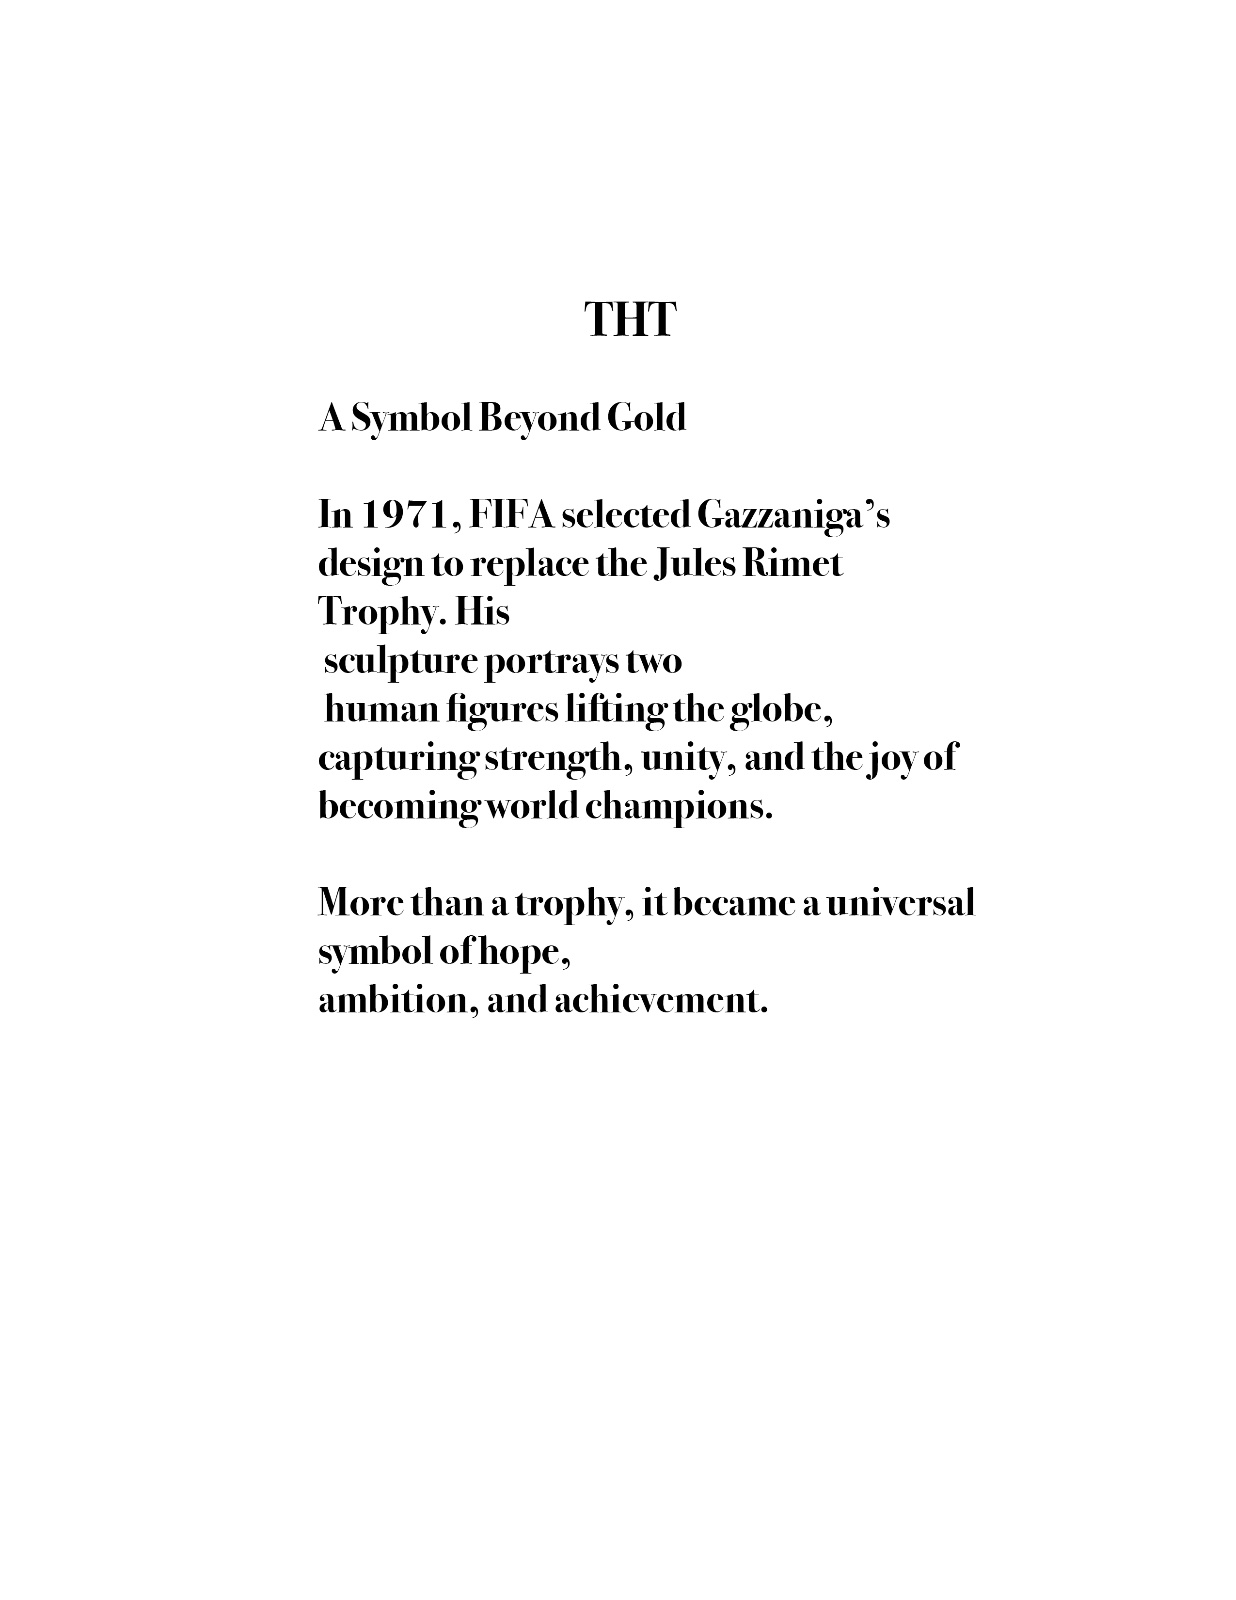 THT
A Symbol Beyond Gold
In 1971, FIFA selected Gazzaniga’s
design to replace the Jules Rimet
Trophy. His
sculpture portrays two
human figures lifting the globe,
capturing strength, unity, and the joy of
becoming world champions.
More than a trophy, it became a universal
symbol of hope,
ambition, and achievement.